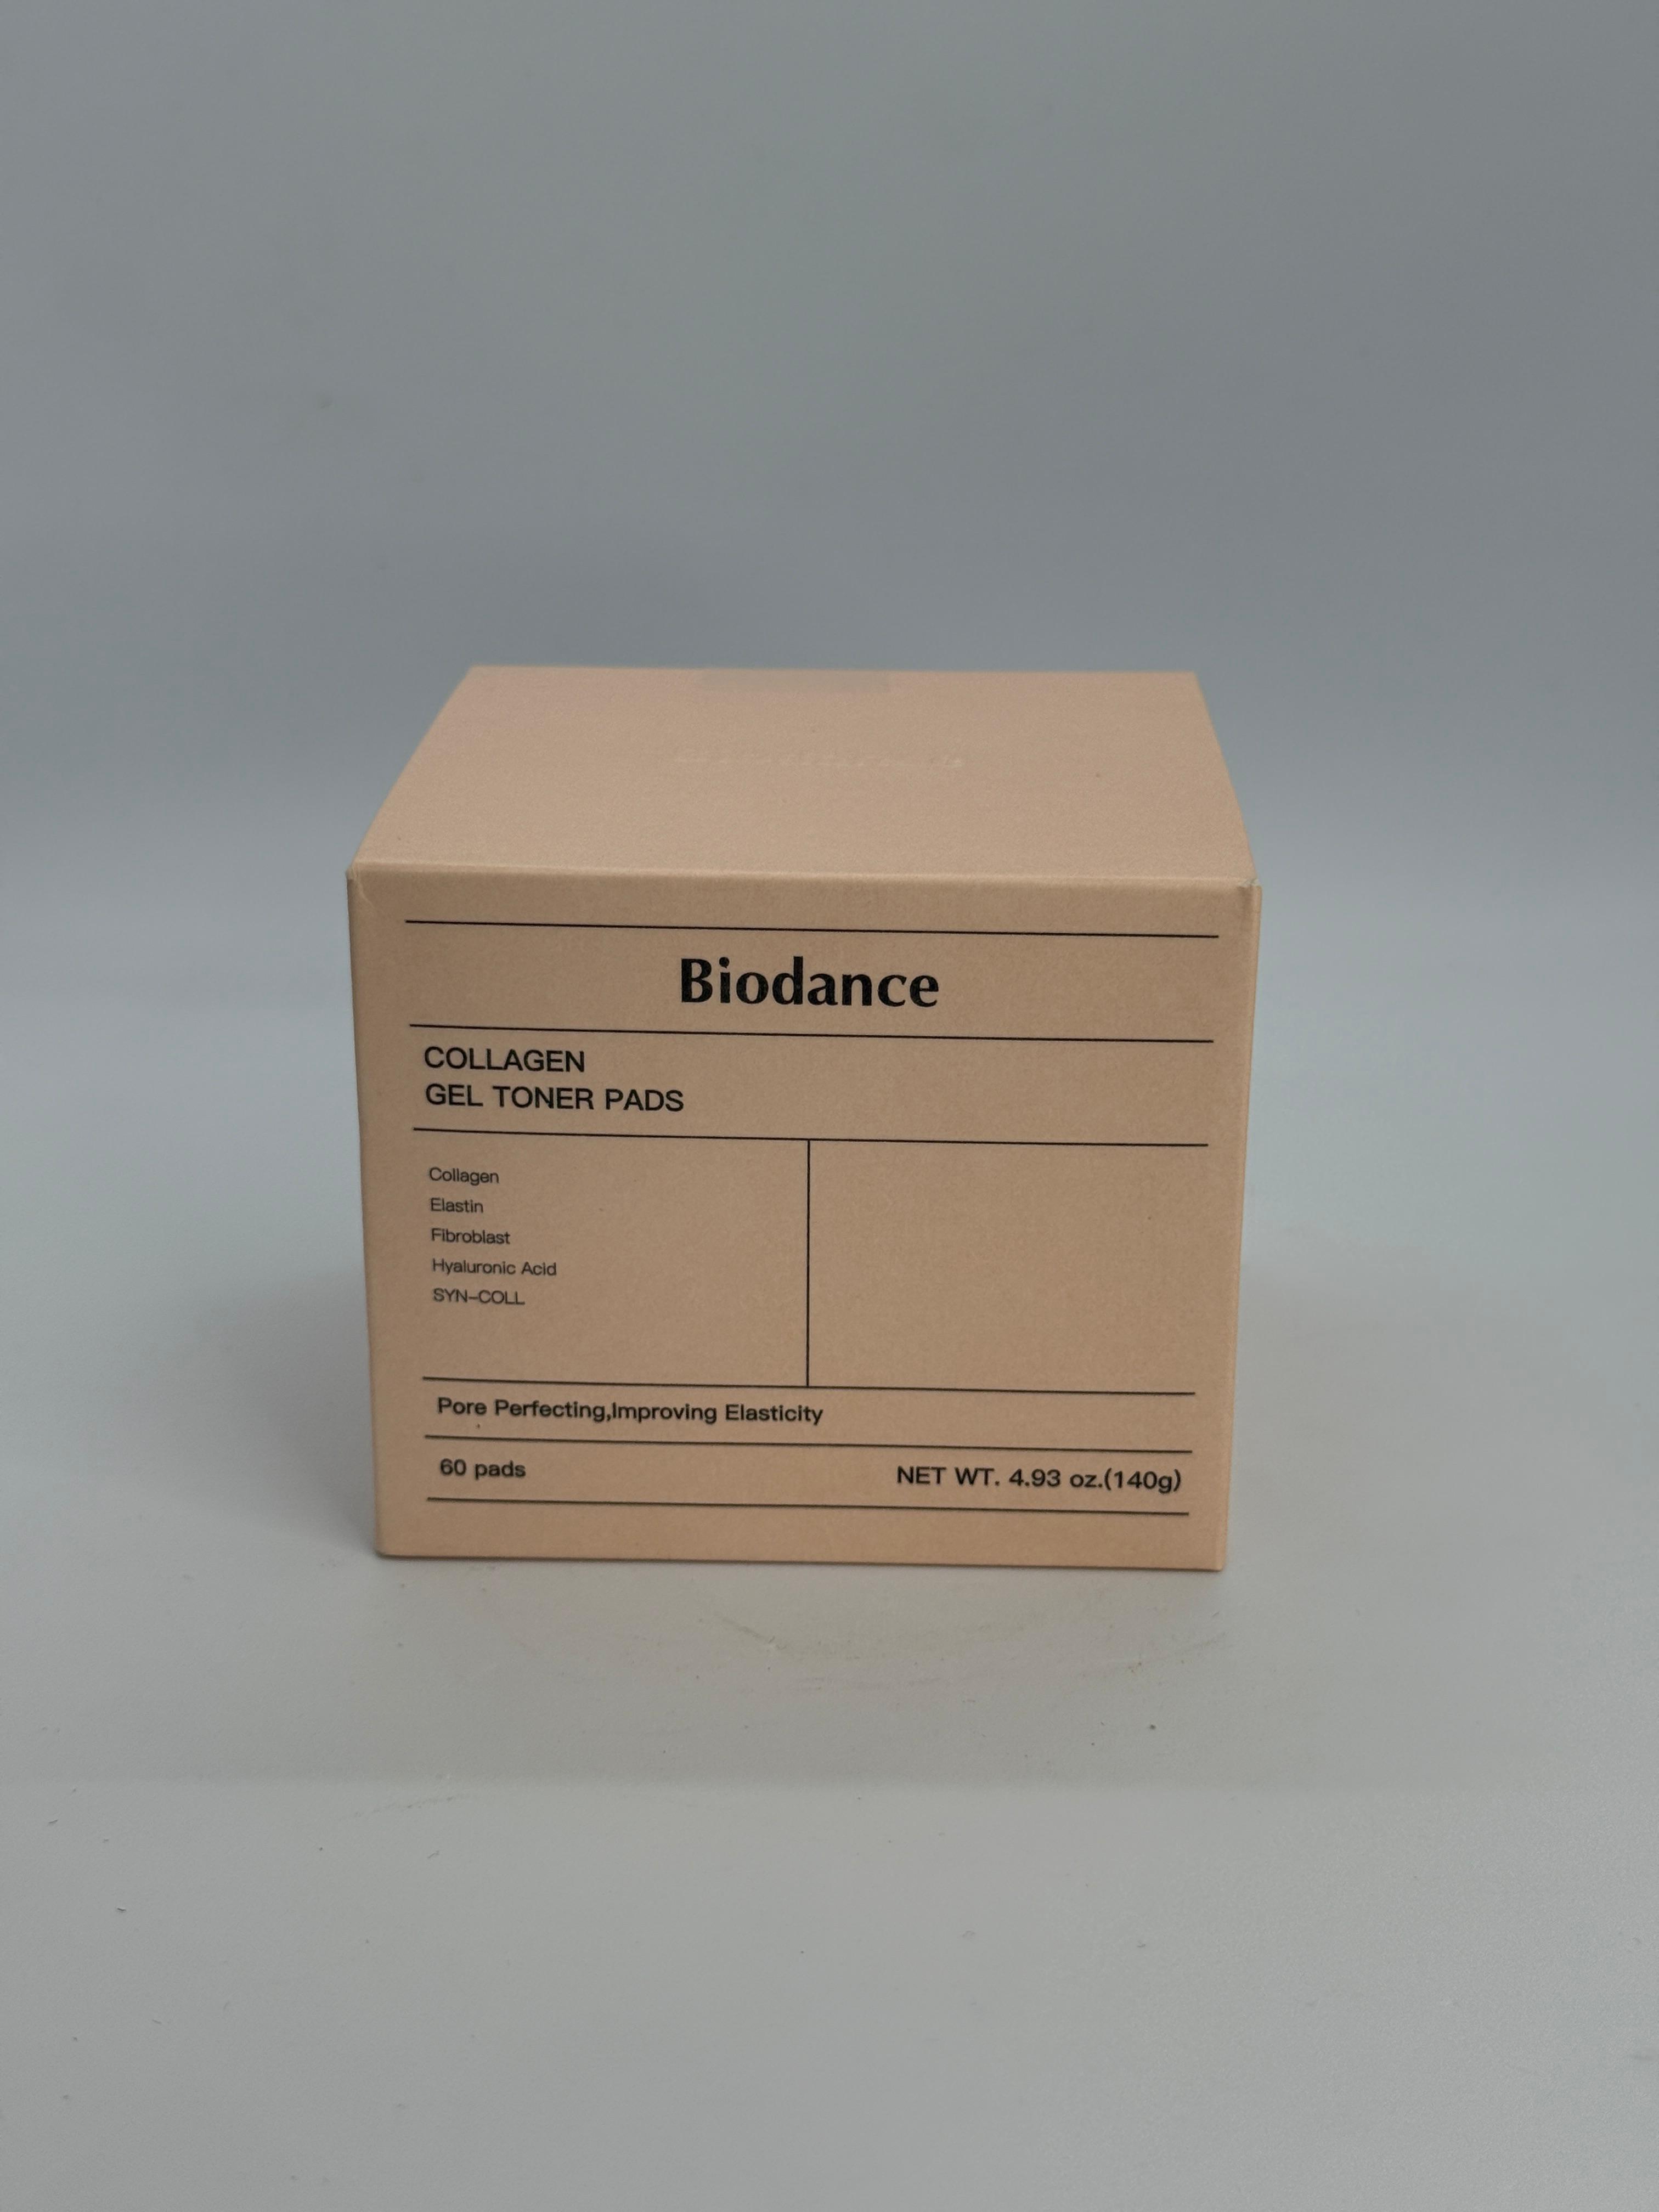 Biodance
COLLAGEN
GEL TONER PADS
Collagen
Elastin
Fibroblast
Hyaluronic Acid
SYN-COLL
Pore Perfecting,Improving Elasticity
60 pads
NET WT. 4.93 oz.(140g)